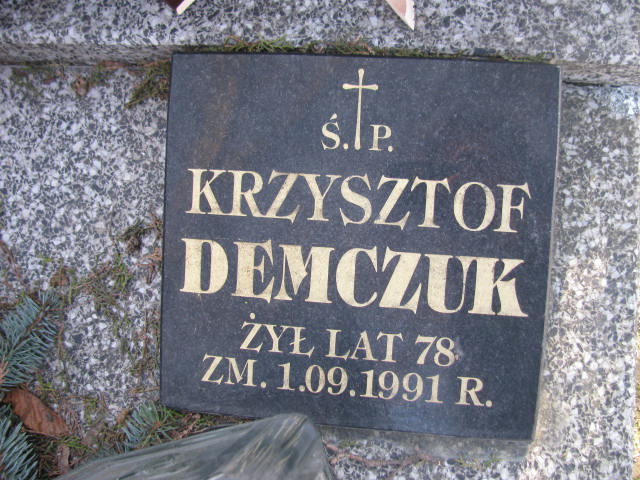 Ś. P.
KRZYSZTOF
DEMCZUK
ŻYŁ LAT 78
ZM. 1.09.1991 R.